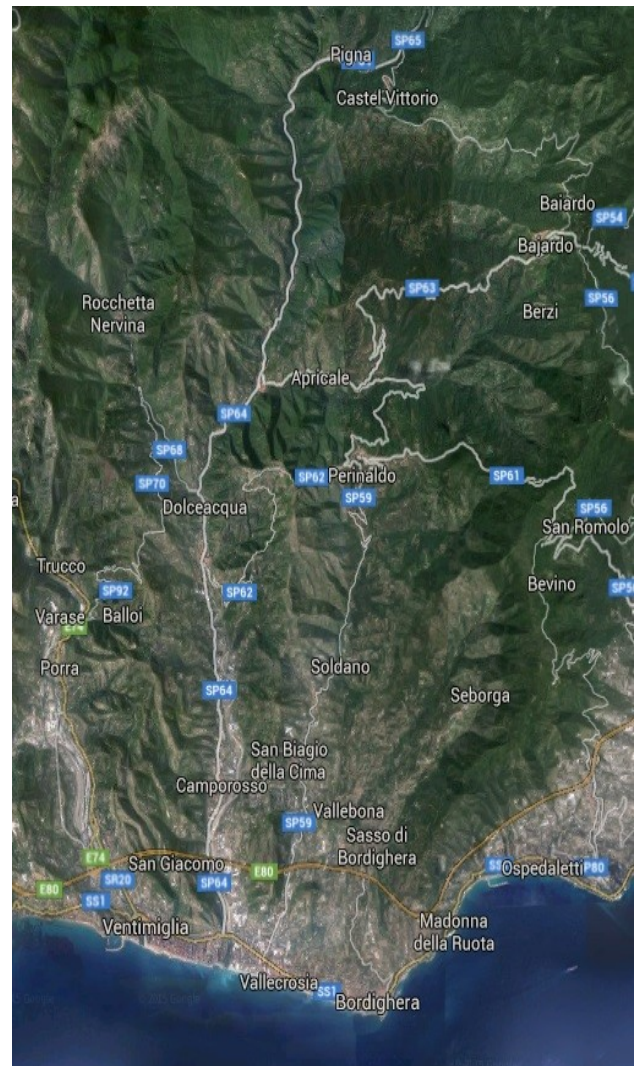 SP65
Pigna
Castel Vittorio
Baiardo
SP54
Bajardo
SP63
SP56
Rocchetta
Nervina
Berzi
Apricale
SP64
SP68
SP62
Perinaldo
SP61
SP70
SP59
Dolceacqua
SP56
San Romolo
Trucco
Bevino
SP92
SP62
Varase
Balloi
E74
Porra
Soldano
SP64
Seborga
San Biagio
della Cima
Camporosso
Vallebona
SP59
Sasso di
Bordighera
E74
San Giacomo
E80
Ospedaletti
SR20
SP64
E80
SS1
Ventimiglia
Madonna
della Ruota
Vallecrosia
SS1
Bordighera